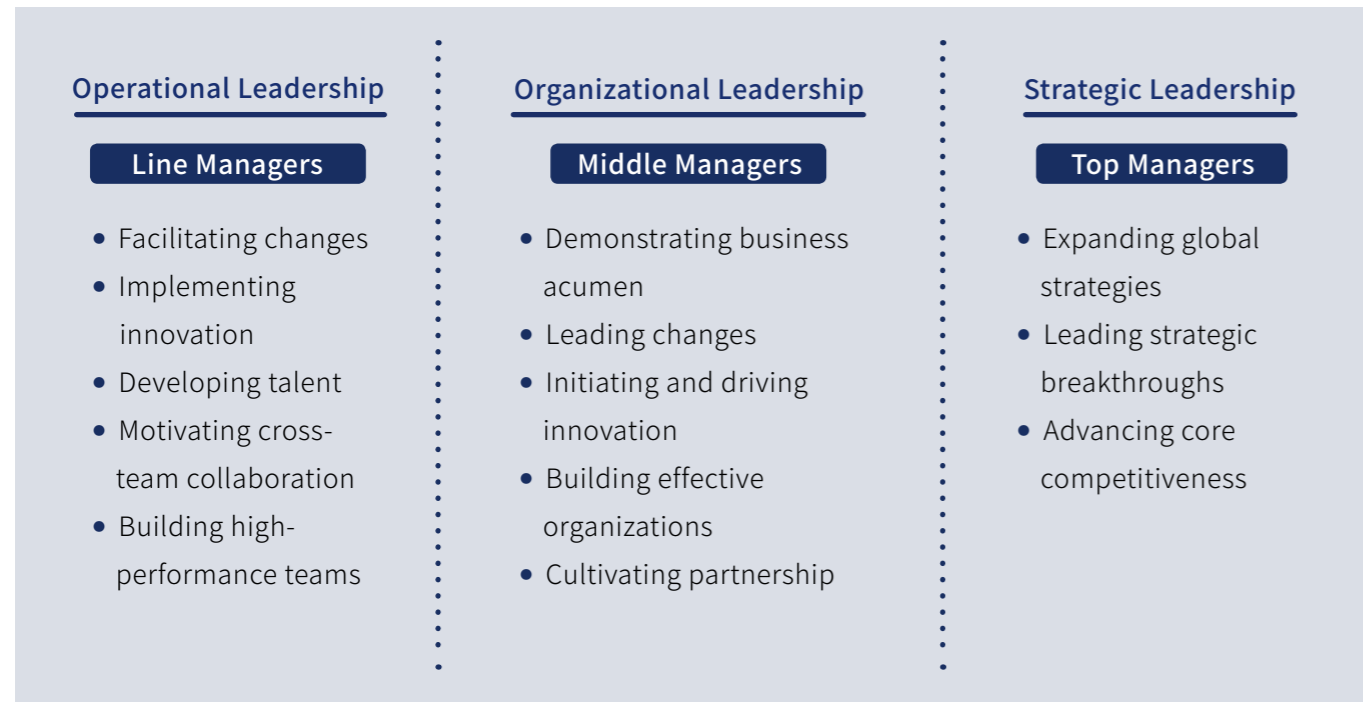 Operational Leadership
Line Managers
• Facilitating changes
• Implementing
innovation
• Developing talent
• Motivating cross-
team collaboration
• Building high-
performance teams
Organizational Leadership
Middle Managers
• Demonstrating business
acumen
• Leading changes
• Initiating and driving
innovation
• Building effective
organizations
• Cultivating partnership
Strategic Leadership
Top Managers
• Expanding global
strategies
• Leading strategic
breakthroughs
• Advancing core
competitiveness